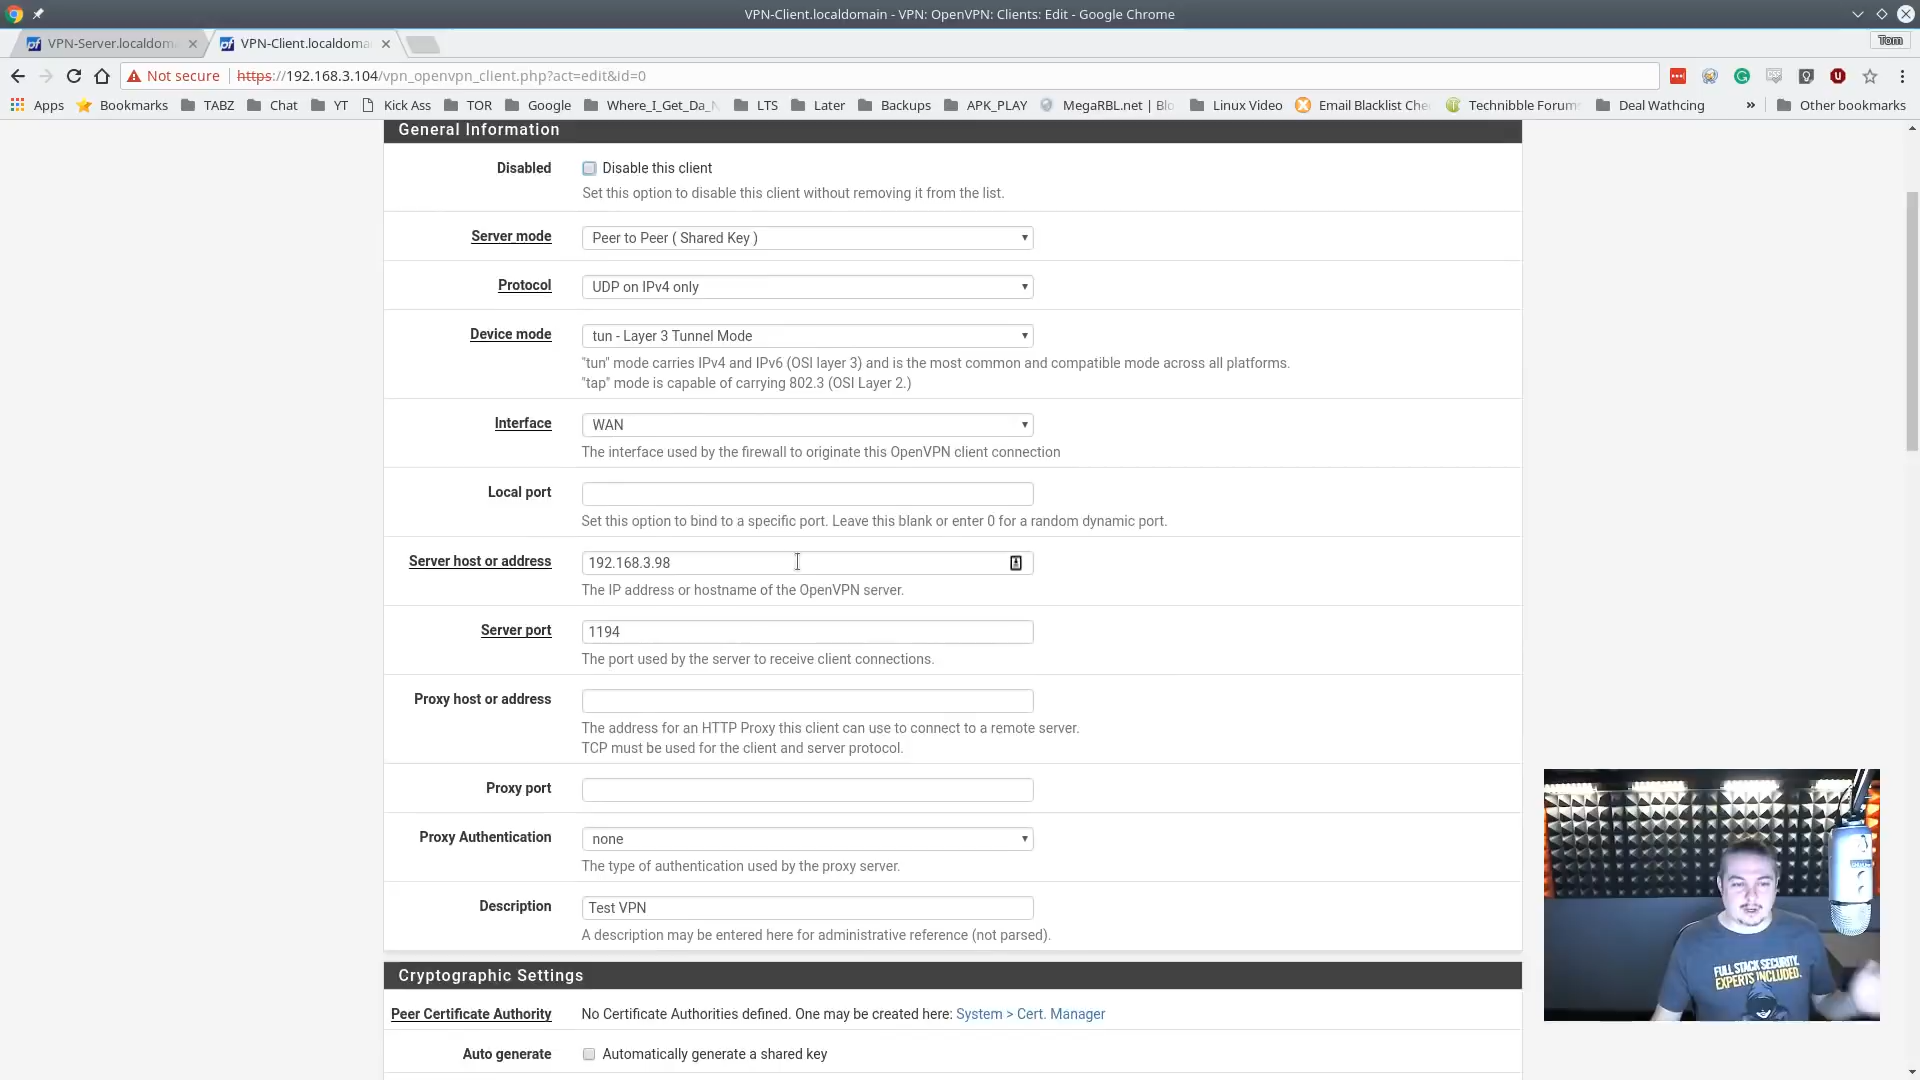 VPN-Client.localdomain - VPN: OpenVPN: Clients: Edit - Google Chrome
VPN-Server.localdom
VPN-Client.localdoma
Tom
Not secure
https://192.168.3.104/vpn_openvpn_client.php?act=edit&id=0
Apps
Bookmarks
TABZ
Chat
YT
Kick Ass
TOR
Google
Where_I_Get_Da_N
LTS
Later
Backups
APK_PLAY
MegaRBL.net | Blo
Linux Video
Email Blacklist Che
Technibble Forum
Deal Wathcing
»
Other bookmarks
General Information
Disabled
Disable this client
Set this option to disable this client without removing it from the list.
Server mode
Peer to Peer ( Shared Key )
Protocol
UDP on IPv4 only
Device mode
tun - Layer 3 Tunnel Mode
"tun" mode carries IPv4 and IPv6 (OSI layer 3) and is the most common and compatible mode across all platforms.
"tap" mode is capable of carrying 802.3 (OSI Layer 2.)
Interface
WAN
The interface used by the firewall to originate this OpenVPN client connection
Local port
Set this option to bind to a specific port. Leave this blank or enter 0 for a random dynamic port.
Server host or address
192.168.3.98
The IP address or hostname of the OpenVPN server.
Server port
1194
The port used by the server to receive client connections.
Proxy host or address
The address for an HTTP Proxy this client can use to connect to a remote server.
TCP must be used for the client and server protocol.
Proxy port
Proxy Authentication
none
The type of authentication used by the proxy server.
Description
Test VPN
A description may be entered here for administrative reference (not parsed).
FULL STACK SECURITY.
EXPERTS INCLUDED.
Cryptographic Settings
Peer Certificate Authority
No Certificate Authorities defined. One may be created here: System > Cert. Manager
Auto generate
Automatically generate a shared key